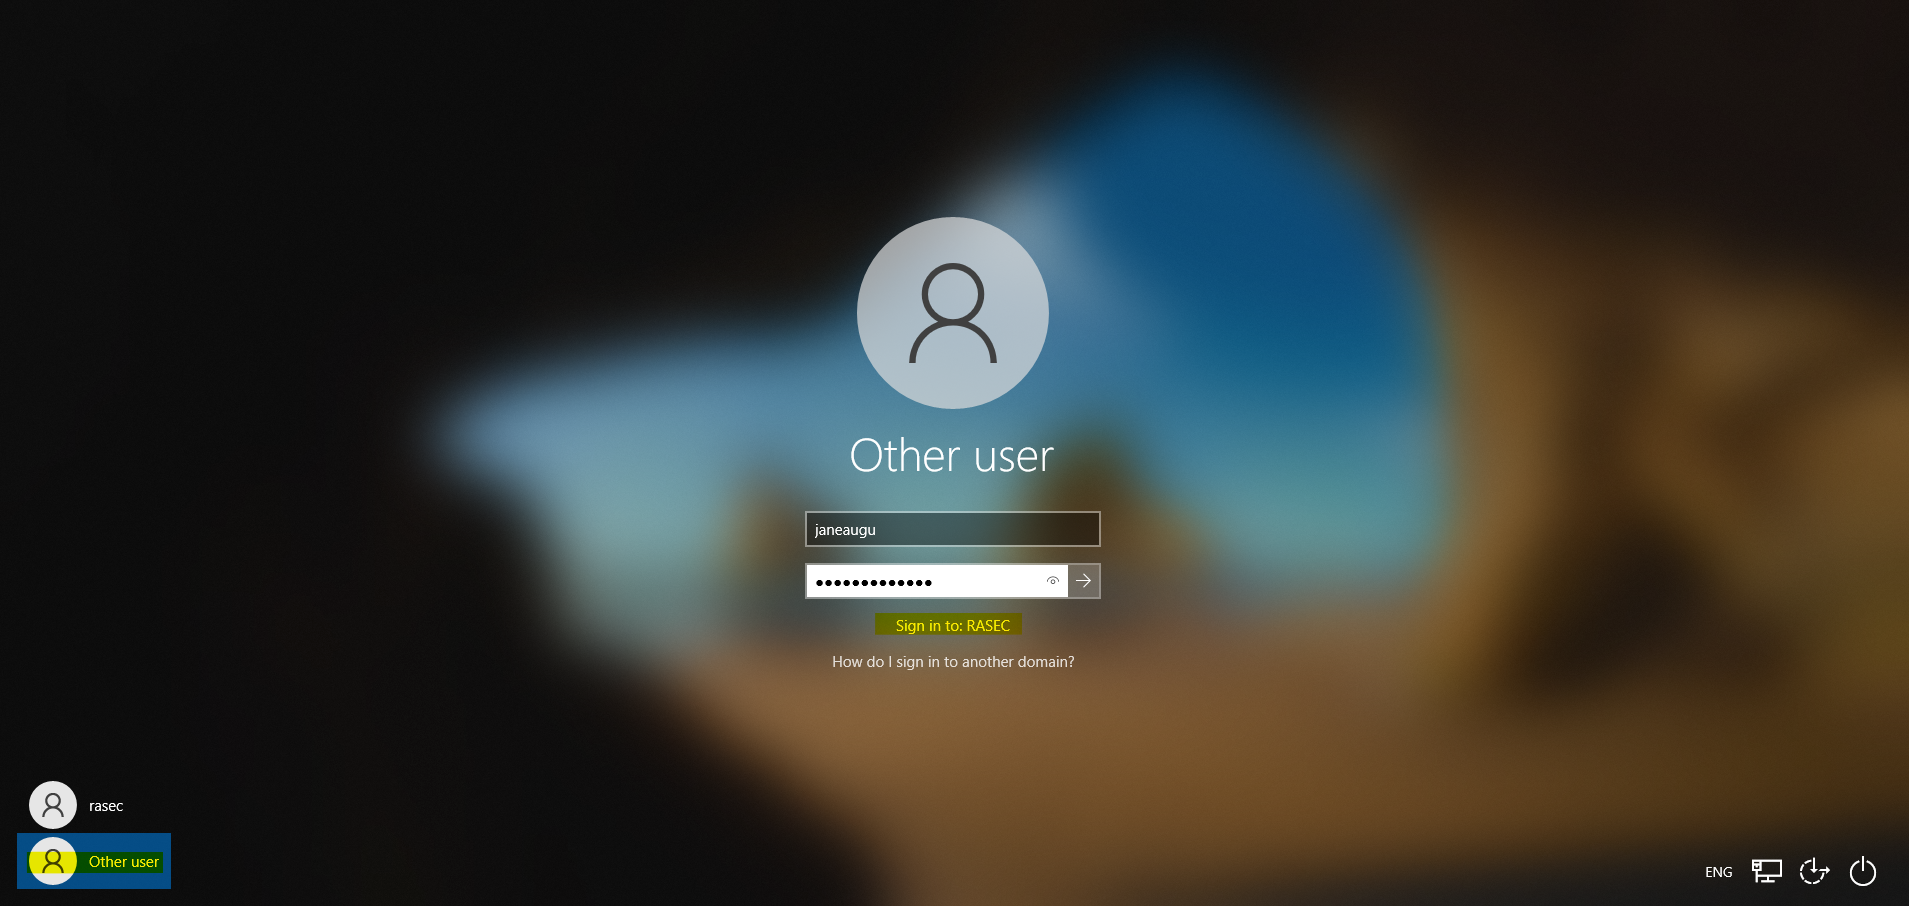 Other user
janeaugu
●●●●●●●●●●●●●
Sign in to: RASEC
How do I sign in to another domain?
rasec
Other user
ENG